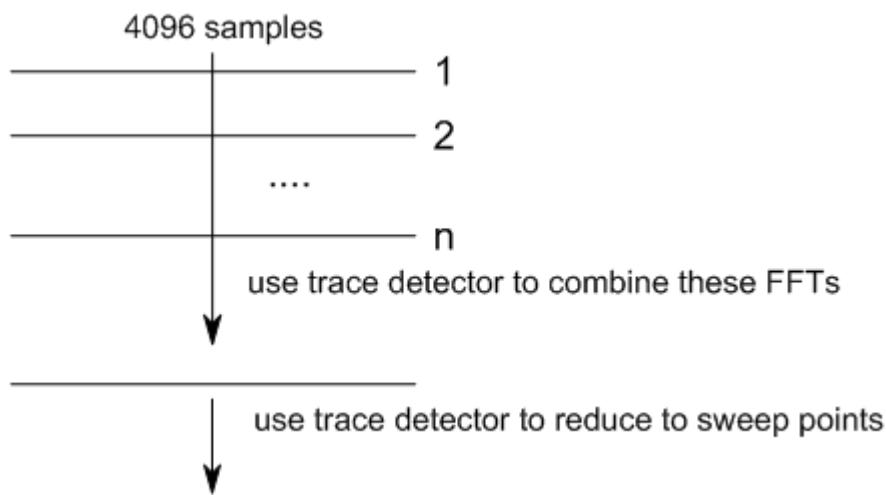 4096 samples
1
2
....
n
use trace detector to combine these FFTs
use trace detector to reduce to sweep points